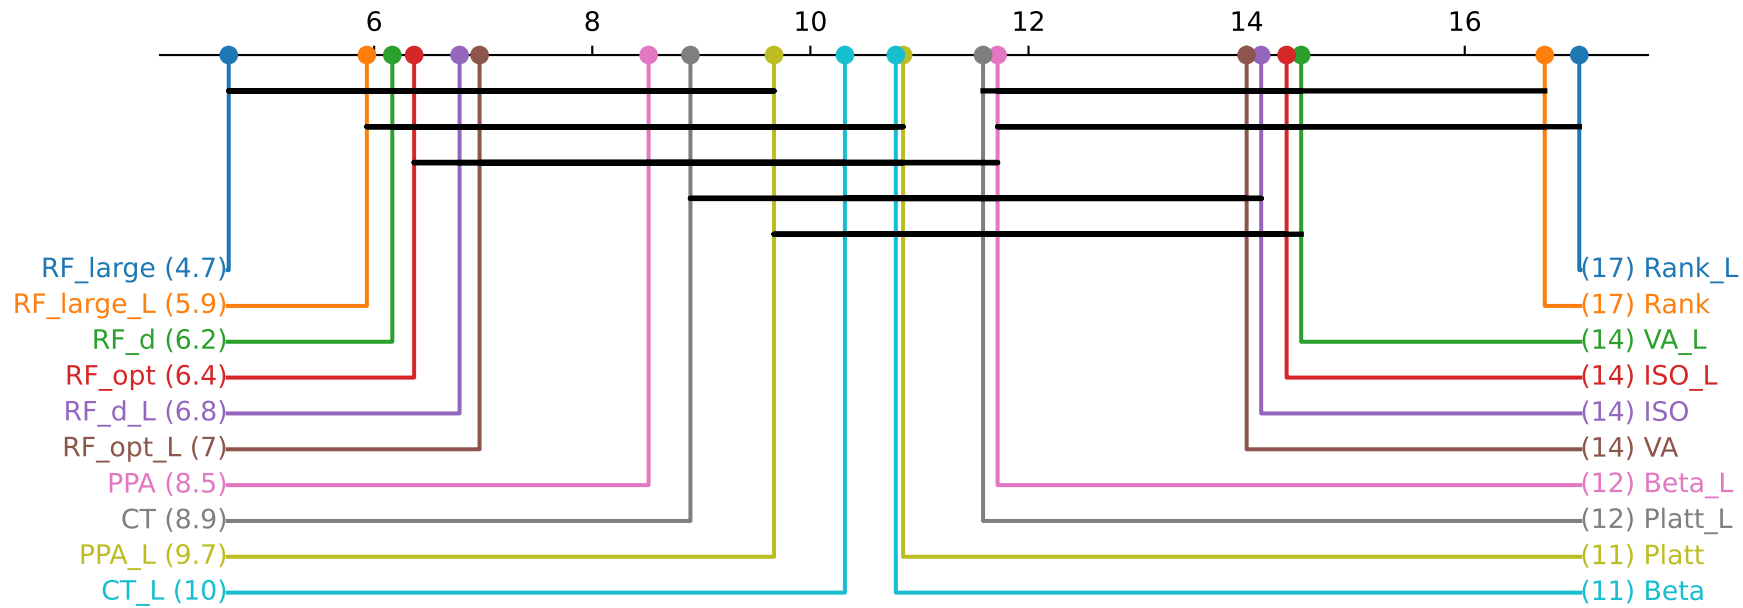 6 8 10 12 14 16
RF_large (4.7)
RF_large_L (5.9)
RF_d (6.2)
RF_opt (6.4)
RF_d_L (6.8)
RF_opt_L (7)
PPA (8.5)
CT (8.9)
PPA_L (9.7)
CT_L (10)
(17) Rank_L
(17) Rank
(14) VA_L
(14) ISO_L
(14) ISO
(14) VA
(12) Beta_L
(12) Platt_L
(11) Platt
(11) Beta